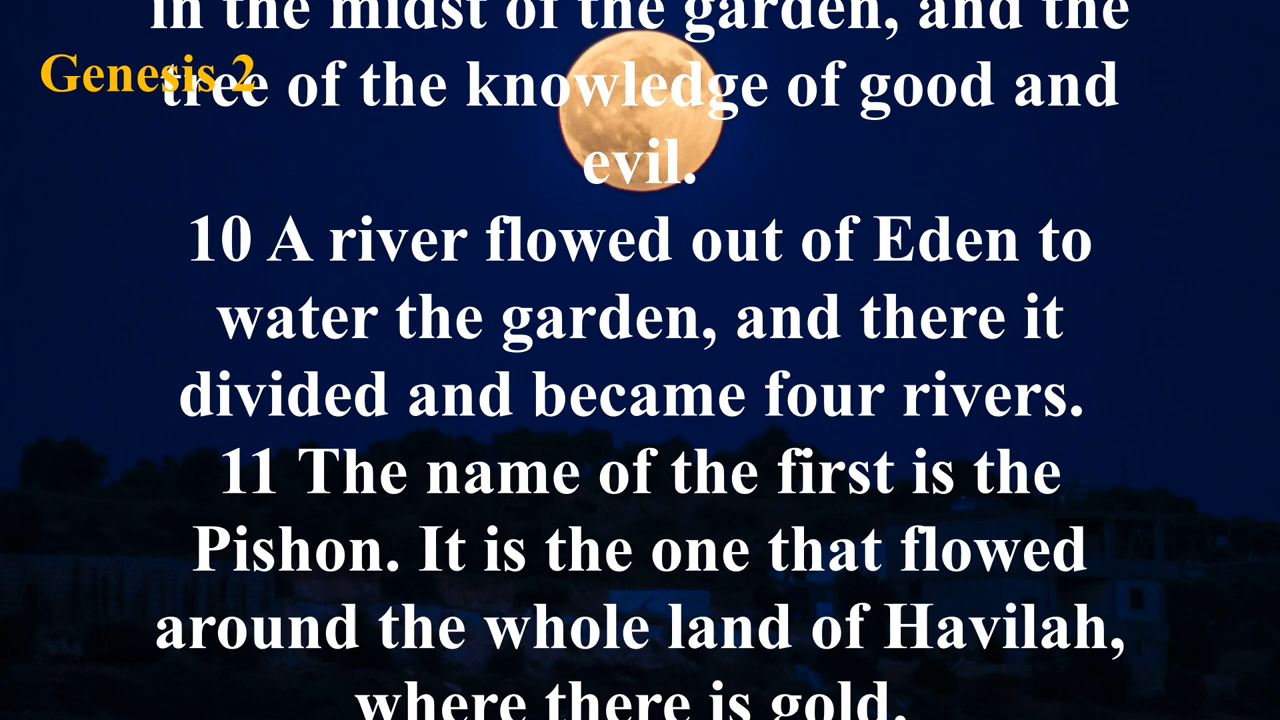 in the midst of the garden, and the
Genesis 2
tree of the knowledge of good and
evil.
10 A river flowed out of Eden to
water the garden, and there it
divided and became four rivers.
11 The name of the first is the
Pishon. It is the one that flowed
around the whole land of Havilah,
where there is gold.